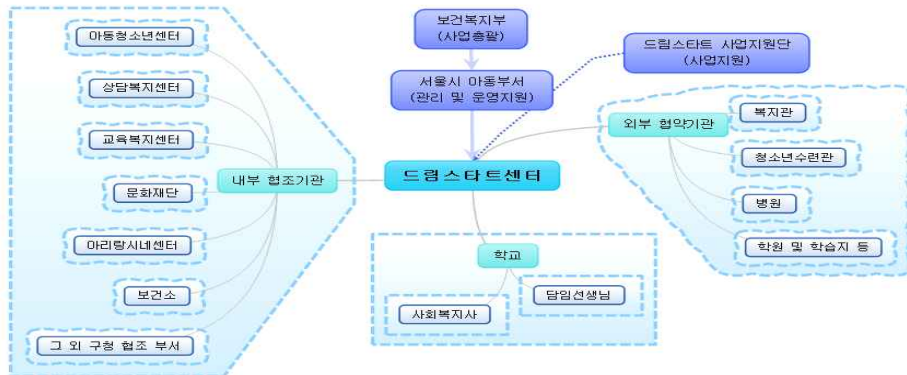 보건복지부
(사업총괄)
드림스타트 사업지원단
(사업지원)
서울시 아동부서
(관리 및 운영지원)
드림스타트센터
내부 협조기관
아동청소년센터
상담복지센터
교육복지센터
문화재단
아리랑시네센터
보건소
그 외 구청 협조 부서
외부 협약기관
복지관
청소년수련관
병원
학원 및 학습지 등
학교
담임선생님
사회복지사